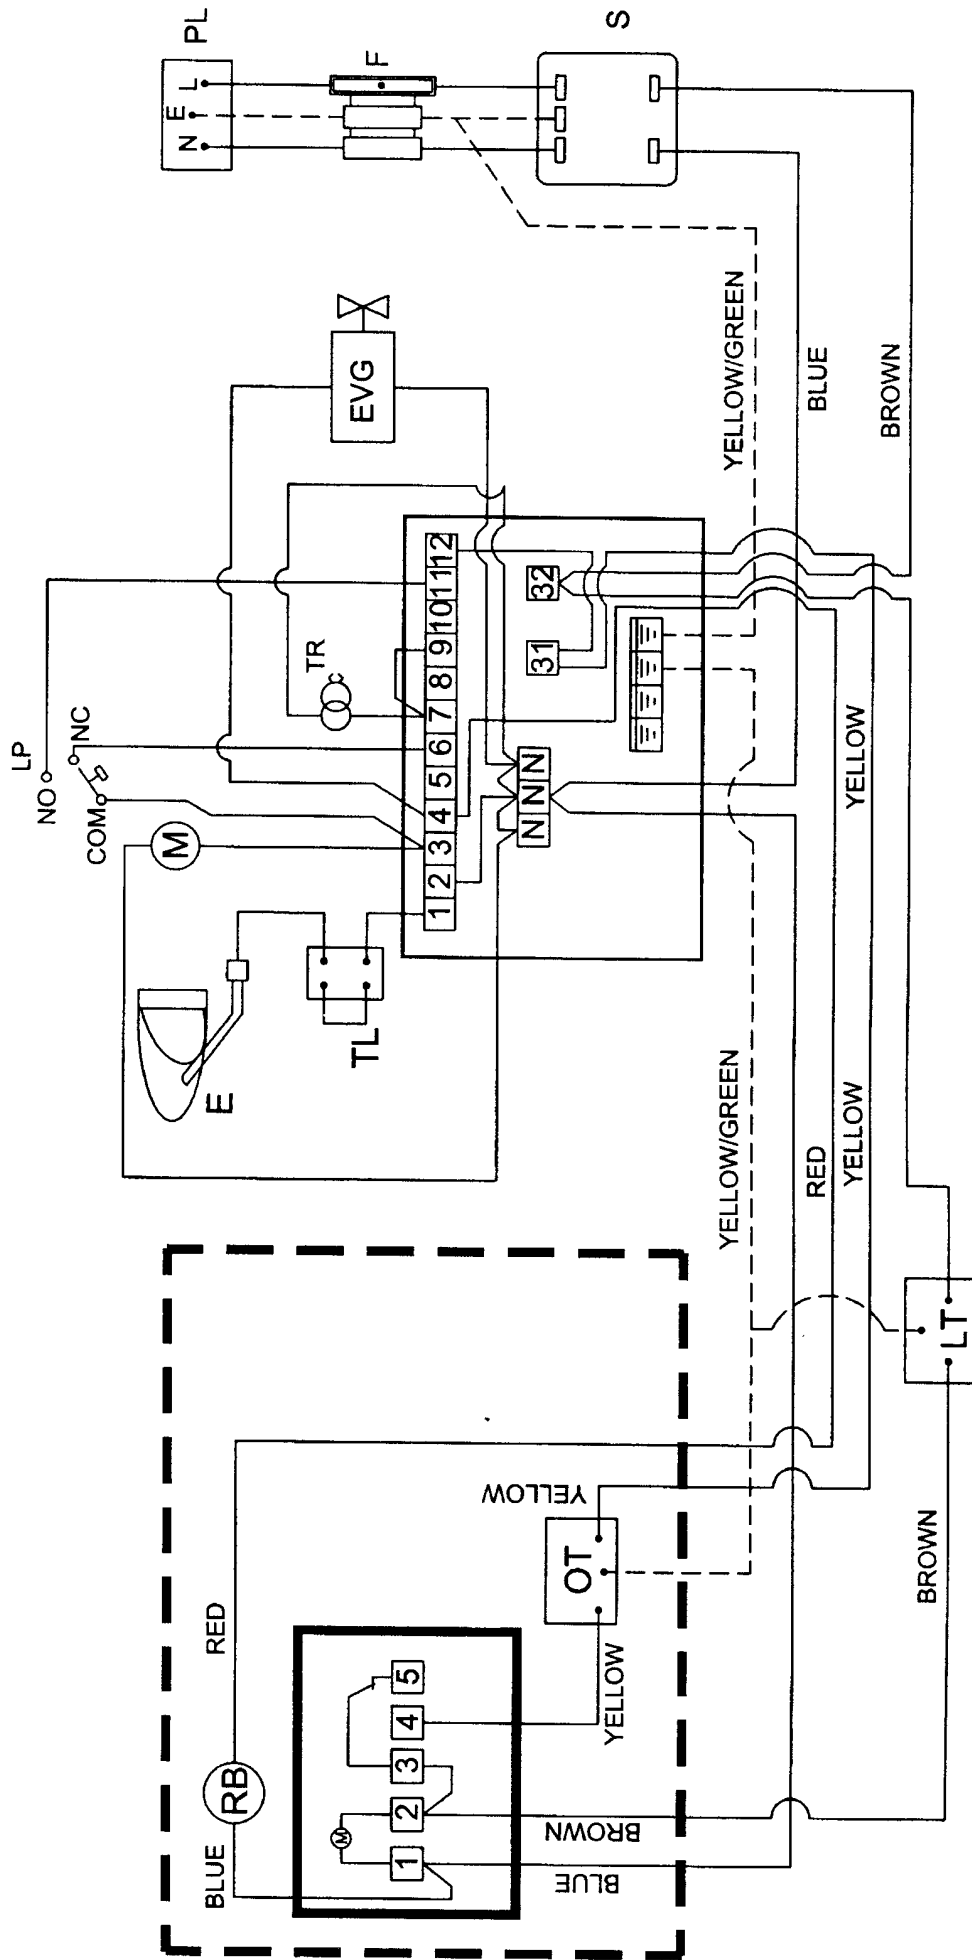 BLUE
RB
RED
1
2
3
4
5
M
BLUE
BROWN
YELLOW
OT
YELLOW
E
TL
M
COM
NO
LP
NC
TR
EVG
PL
N
E
L
F
S
1
2
3
4
5
6
7
8
9
10
11
12
N
N
N
31
32
YELLOW/GREEN
YELLOW/GREEN
RED
BLUE
YELLOW
YELLOW
BROWN
BROWN
LT